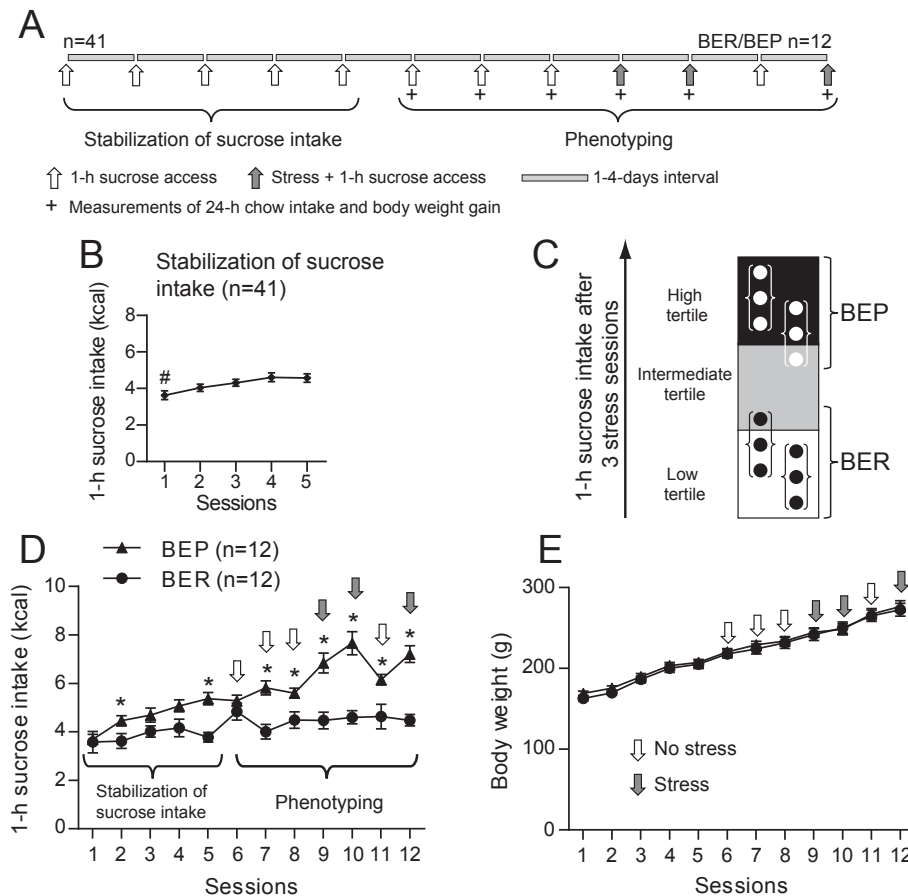 A
n=41
BER/BEP n=12
+ + + + + + +
Stabilization of sucrose intake
Phenotyping
1-h sucrose access
Stress + 1-h sucrose access
1-4-days interval
+ Measurements of 24-h chow intake and body weight gain
B
Stabilization of sucrose
intake (n=41)
1-h sucrose intake (kcal)
8
6
4
2
0
#
1 2 3 4 5
Sessions
C
1-h sucrose intake after
3 stress sessions
High
tertile
Intermediate
tertile
Low
tertile
BEP
BER
D
BEP (n=12)
BER (n=12)
1-h sucrose intake (kcal)
10
8
6
4
2
0
* * * * * * * *
Stabilization of
sucrose intake
Phenotyping
1 2 3 4 5 6 7 8 9 10 11 12
Sessions
E
Body weight (g)
300
200
100
0
No stress
Stress
1 2 3 4 5 6 7 8 9 10 11 12
Sessions